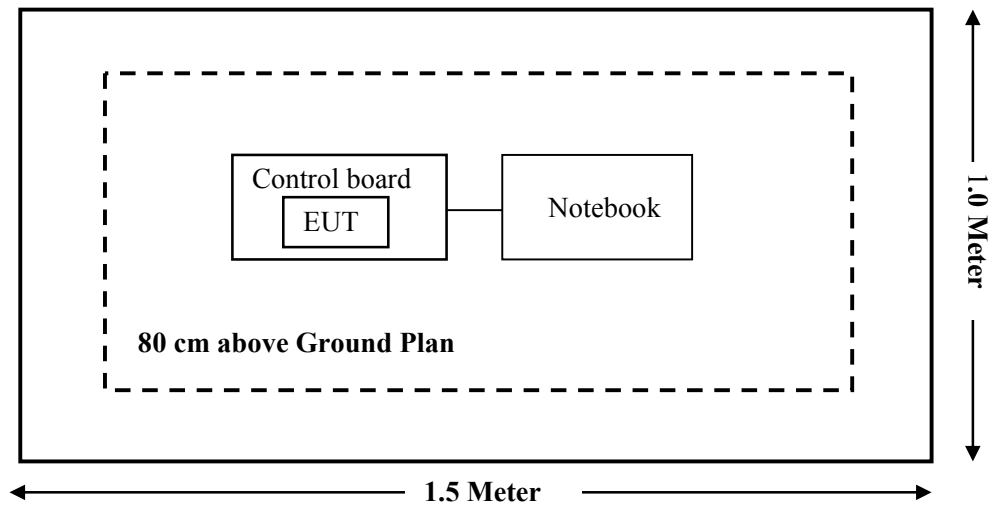 Control board
EUT
Notebook
80 cm above Ground Plan
1.0 Meter
1.5 Meter